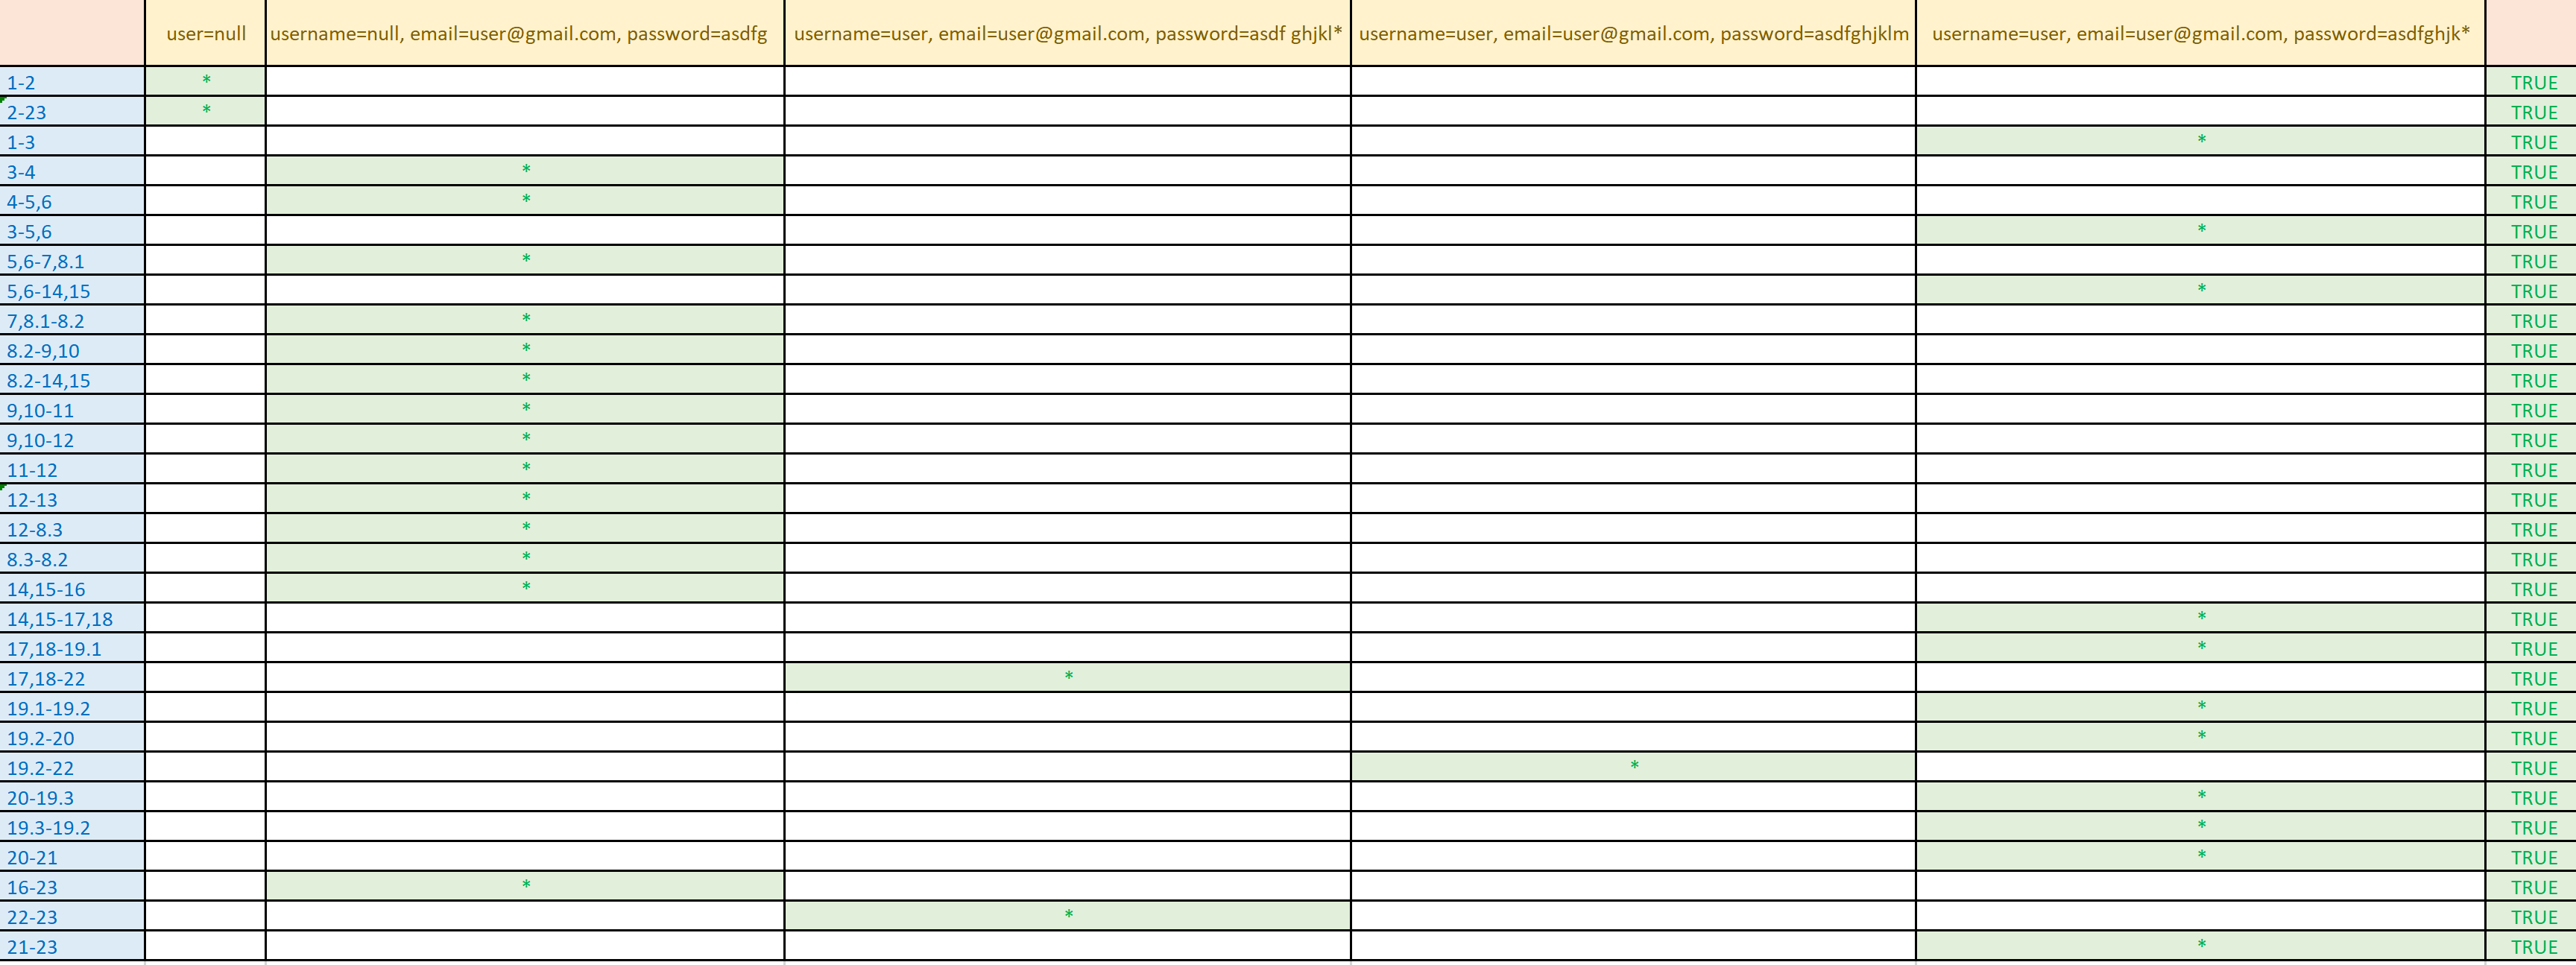 user=null username=null, email=user@gmail.com, password=asdfg username=user, email=user@gmail.com, password=asdf ghjkl* username=user, email=user@gmail.com, password=asdfghjklm username=user, email=user@gmail.com, password=asdfghjk*
1-2 * TRUE
2-23 * TRUE
1-3 * TRUE
3-4 * TRUE
4-5,6 * TRUE
3-5,6 * TRUE
5,6-7,8.1 * TRUE
5,6-14,15 * TRUE
7,8.1-8.2 * TRUE
8.2-9,10 * TRUE
8.2-14,15 * TRUE
9,10-11 * TRUE
9,10-12 * TRUE
11-12 * TRUE
12-13 * TRUE
12-8.3 * TRUE
8.3-8.2 * TRUE
14,15-16 * TRUE
14,15-17,18 * TRUE
17,18-19.1 * TRUE
17,18-22 * TRUE
19.1-19.2 * TRUE
19.2-20 * TRUE
19.2-22 * TRUE
20-19.3 * TRUE
19.3-19.2 * TRUE
20-21 * TRUE
16-23 * TRUE
22-23 * TRUE
21-23 * TRUE